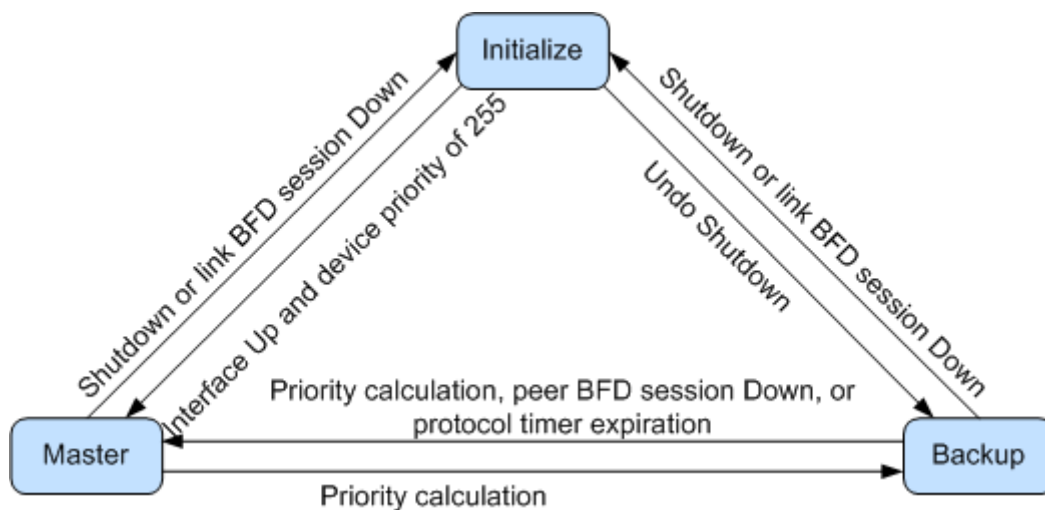 Initialize
Shutdown or link BFD session Down
Interface Up and device priority of 255
Undo Shutdown
Shutdown or link BFD session Down
Priority calculation, peer BFD session Down, or
protocol timer expiration
Master
Backup
Priority calculation